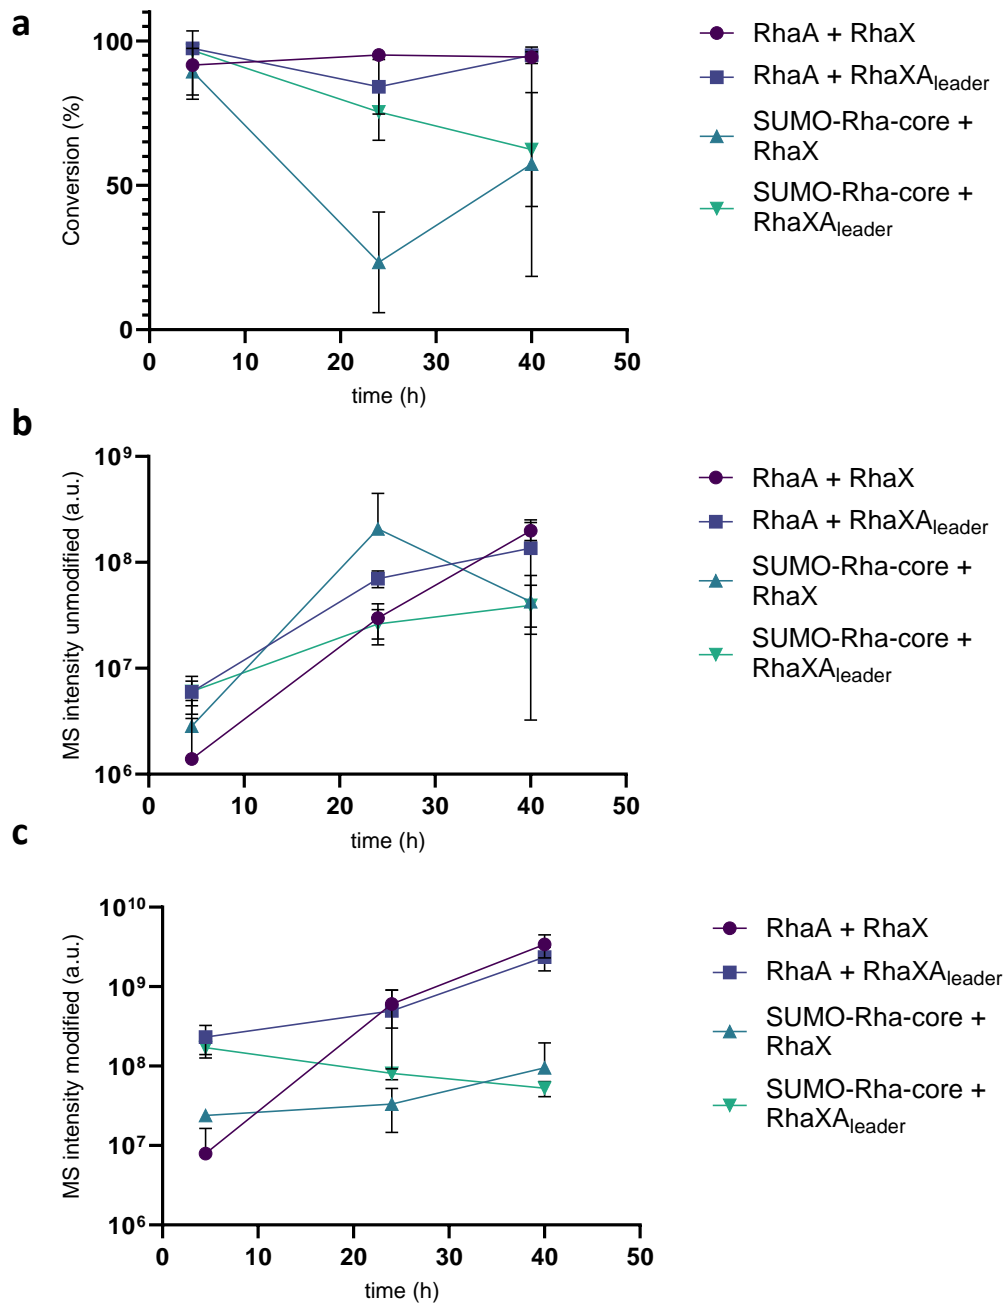 a
Conversion (%)
100
50
0
0 10 20 30 40 50
time (h)
RhaA + RhaX
RhaA + RhaXAleader
SUMO-Rha-core +
RhaX
SUMO-Rha-core +
RhaXAleader
b
MS intensity unmodified (a.u.)
10⁹
10⁸
10⁷
10⁶
0 10 20 30 40 50
time (h)
RhaA + RhaX
RhaA + RhaXAleader
SUMO-Rha-core +
RhaX
SUMO-Rha-core +
RhaXAleader
c
MS intensity modified (a.u.)
10¹⁰
10⁹
10⁸
10⁷
10⁶
0 10 20 30 40 50
time (h)
RhaA + RhaX
RhaA + RhaXAleader
SUMO-Rha-core +
RhaX
SUMO-Rha-core +
RhaXAleader